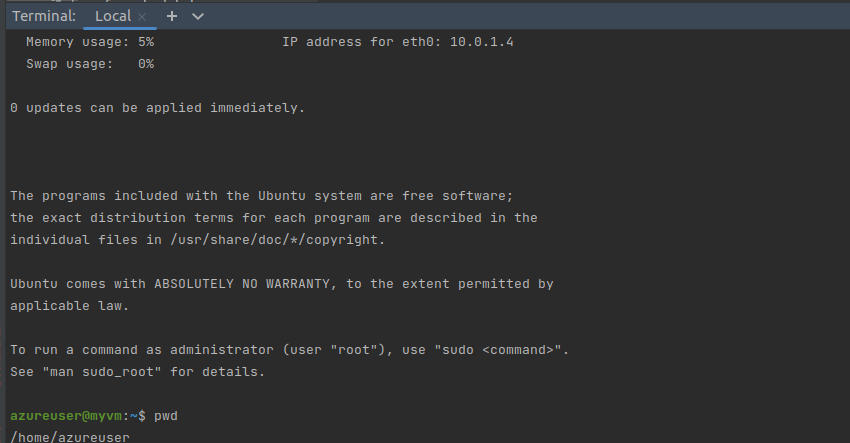 Terminal: Local × + ∨
Memory usage: 5% IP address for eth0: 10.0.1.4
Swap usage: 0%
0 updates can be applied immediately.
The programs included with the Ubuntu system are free software;
the exact distribution terms for each program are described in the
individual files in /usr/share/doc/*/copyright.
Ubuntu comes with ABSOLUTELY NO WARRANTY, to the extent permitted by
applicable law.
To run a command as administrator (user "root"), use "sudo <command>".
See "man sudo_root" for details.
azureuser@myvm:~$ pwd
/home/azureuser